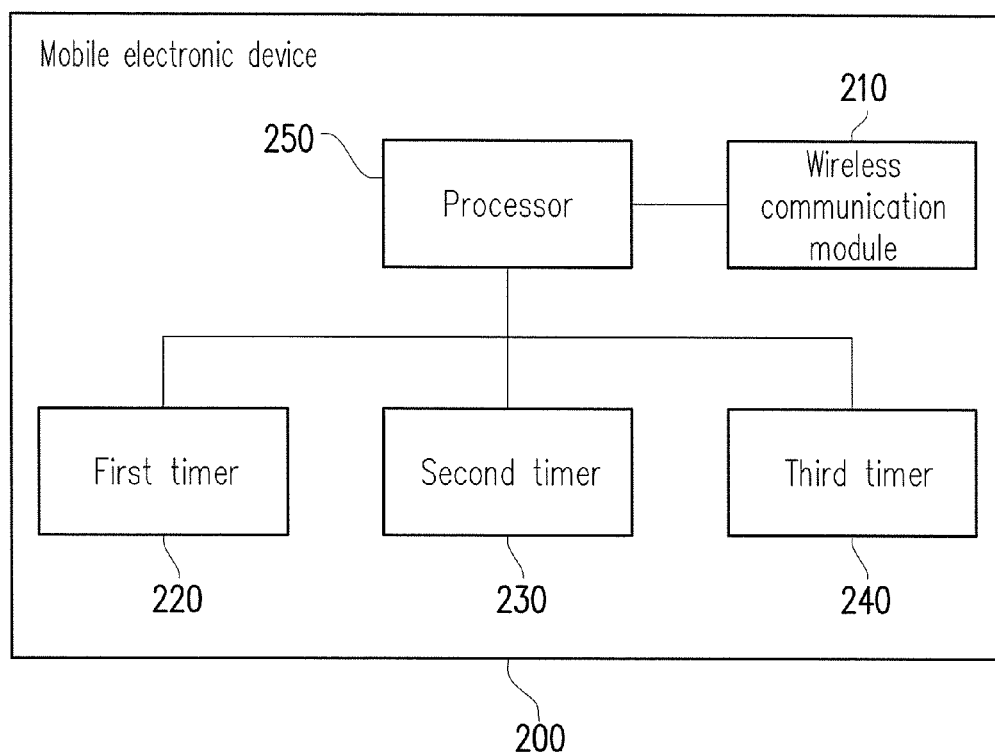 Mobile electronic device
210
250
Processor
Wireless
communication
module
First timer
Second timer
Third timer
220
230
240
200